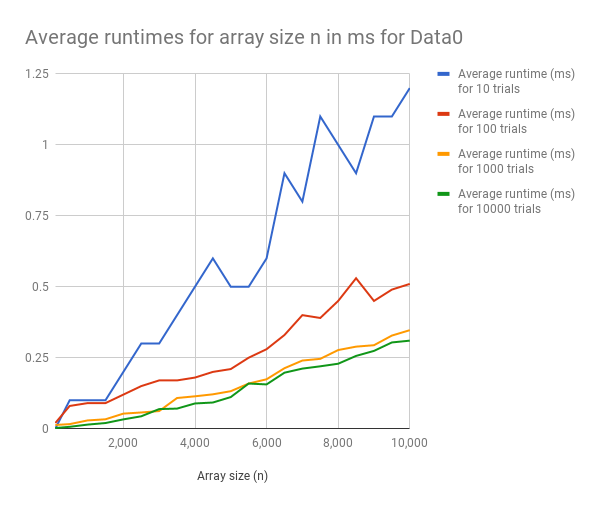 Average runtimes for array size n in ms for Data0
1.25
1
0.75
0.5
0.25
0
2,000
4,000
6,000
8,000
10,000
Array size (n)
Average runtime (ms)
for 10 trials
Average runtime (ms)
for 100 trials
Average runtime (ms)
for 1000 trials
Average runtime (ms)
for 10000 trials